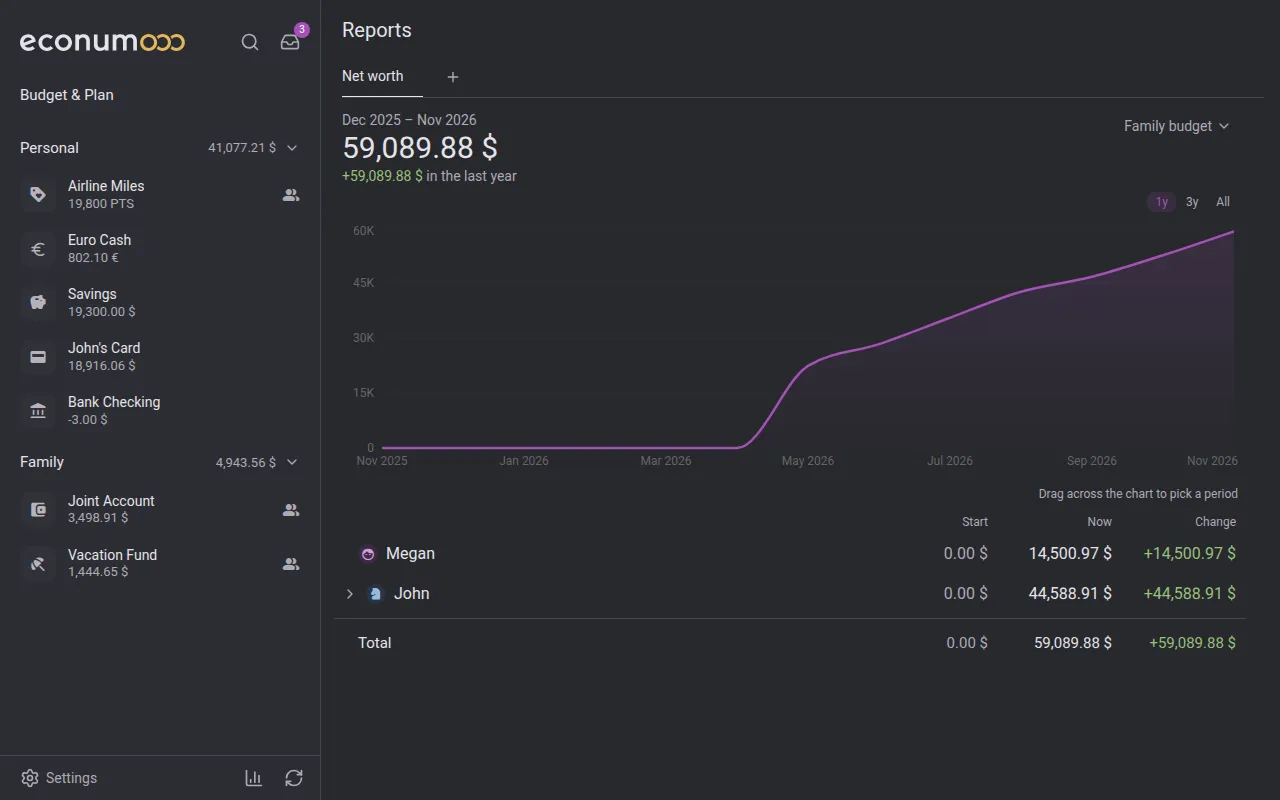 econumo
3
Budget & Plan
Personal 41,077.21 $
Airline Miles
19,800 PTS
Euro Cash
802.10 €
Savings
19,300.00 $
John's Card
18,916.06 $
Bank Checking
-3.00 $
Family 4,943.56 $
Joint Account
3,498.91 $
Vacation Fund
1,444.65 $
Settings
Reports
Net worth +
Dec 2025 – Nov 2026
Family budget
59,089.88 $
+59,089.88 $ in the last year
1y 3y All
60K
45K
30K
15K
0
Nov 2025 Jan 2026 Mar 2026 May 2026 Jul 2026 Sep 2026 Nov 2026
Drag across the chart to pick a period
Start Now Change
Megan 0.00 $ 14,500.97 $ +14,500.97 $
John 0.00 $ 44,588.91 $ +44,588.91 $
Total 0.00 $ 59,089.88 $ +59,089.88 $